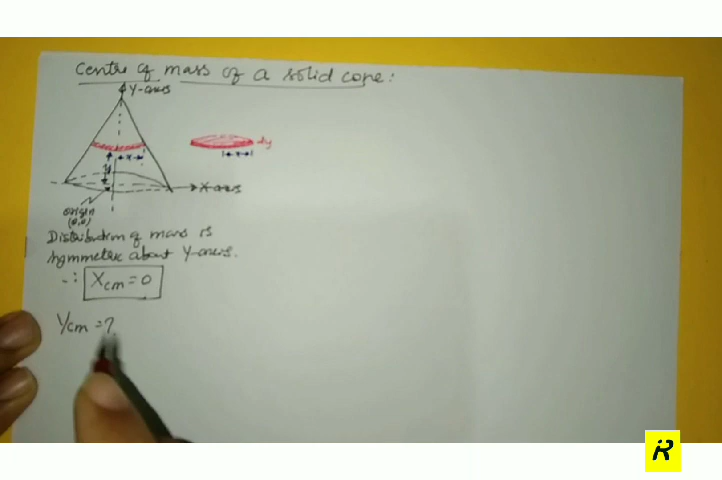 Centre of mass of a solid cone:
Y-axis
dy
x
x
y
X-axis
origin
(0,0)
Distribution of mass is
symmetric about Y-axis.
∴ Xcm = 0
Ycm = ?
R